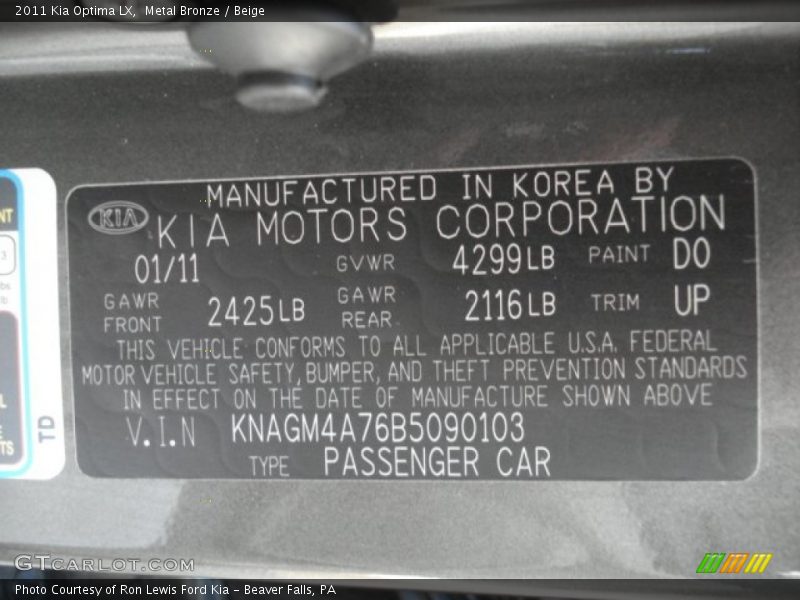 2011 Kia Optima LX, Metal Bronze / Beige
MANUFACTURED IN KOREA BY
KIA KIA MOTORS CORPORATION
01/11 GVWR 4299LB PAINT D0
GAWR FRONT 2425LB GAWR REAR 2116LB TRIM UP
THIS VEHICLE CONFORMS TO ALL APPLICABLE U.S.A. FEDERAL
MOTOR VEHICLE SAFETY, BUMPER, AND THEFT PREVENTION STANDARDS
IN EFFECT ON THE DATE OF MANUFACTURE SHOWN ABOVE
V.I.N KNAGM4A76B5090103
TYPE PASSENGER CAR
TD
GTCARLOT.COM
Photo Courtesy of Ron Lewis Ford Kia - Beaver Falls, PA